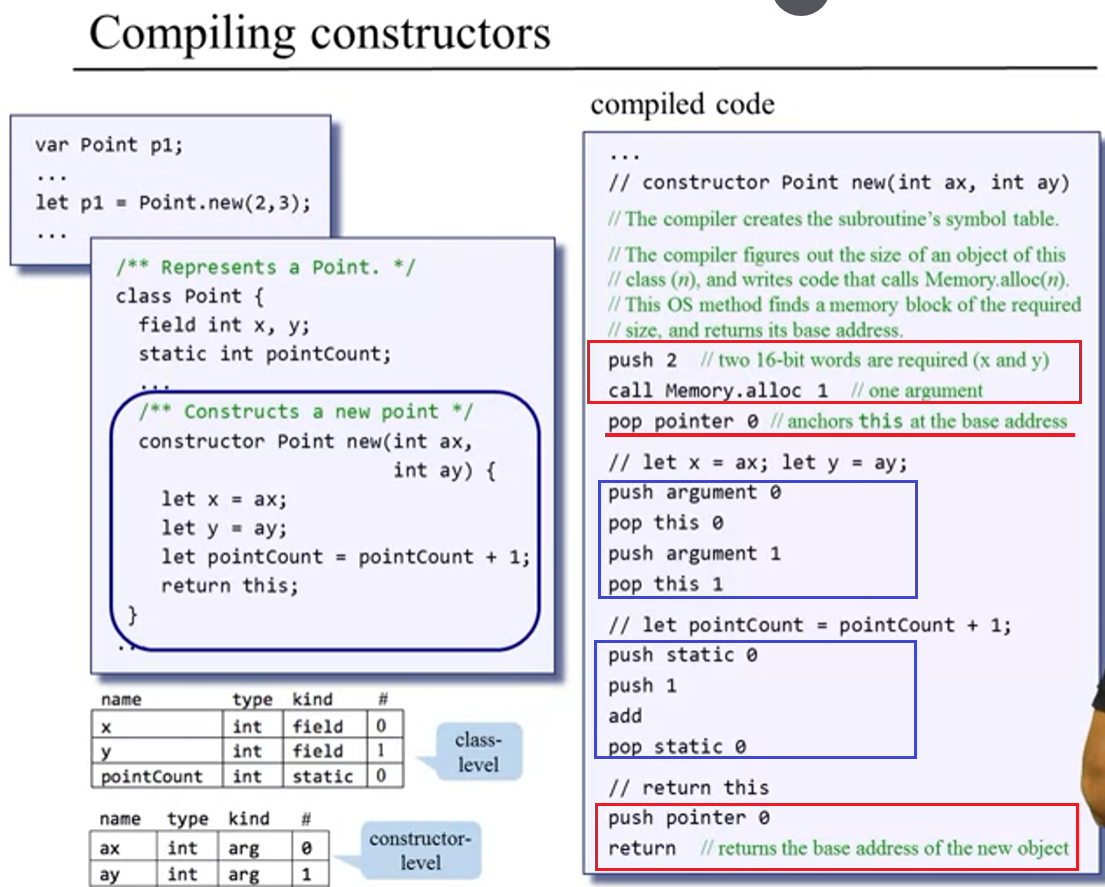 Compiling constructors
var Point p1;
...
let p1 = Point.new(2,3);
...
/** Represents a Point. */
class Point {
field int x, y;
static int pointCount;
...
/** Constructs a new point */
constructor Point new(int ax,
int ay) {
let x = ax;
let y = ay;
let pointCount = pointCount + 1;
return this;
}
...
name type kind #
x int field 0
y int field 1
pointCount int static 0
class-
level
name type kind #
ax int arg 0
ay int arg 1
constructor-
level
compiled code
...
// constructor Point new(int ax, int ay)
// The compiler creates the subroutine's symbol table.
// The compiler figures out the size of an object of this
// class (n), and writes code that calls Memory.alloc(n).
// This OS method finds a memory block of the required
// size, and returns its base address.
push 2 // two 16-bit words are required (x and y)
call Memory.alloc 1 // one argument
pop pointer 0 // anchors this at the base address
// let x = ax; let y = ay;
push argument 0
pop this 0
push argument 1
pop this 1
// let pointCount = pointCount + 1;
push static 0
push 1
add
pop static 0
// return this
push pointer 0
return // returns the base address of the new object